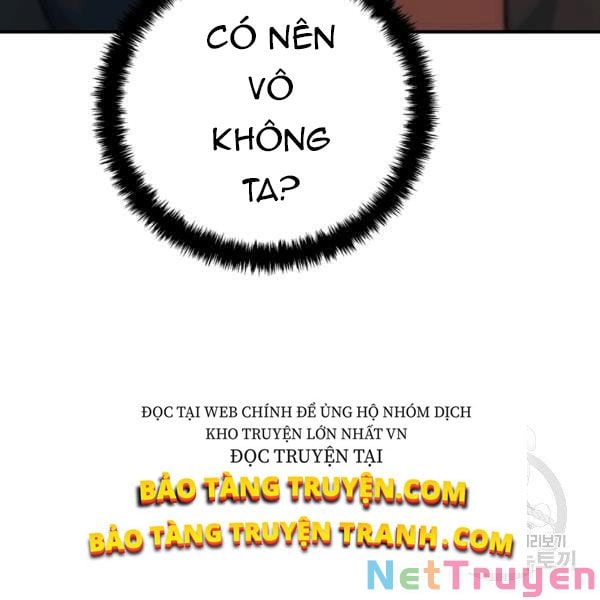 CÓ NÊN
VÔ
KHÔNG
TA?
ĐỌC TẠI WEB CHÍNH ĐỂ ỦNG HỘ NHÓM DỊCH
KHO TRUYỆN LỚN NHẤT VN
ĐỌC TRUYỆN TẠI
BẢO TÀNG TRUYỆN.COM
BẢO TÀNG TRUYỆN TRANH.COM
NetTruyen